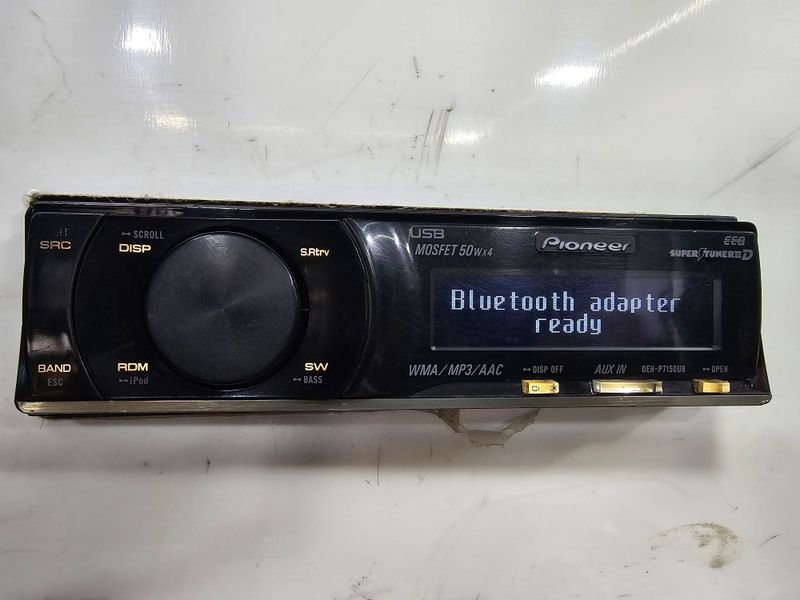 SRC
SCROLL
DISP
S.Rtrv
BAND
ESC
RDM
iPod
SW
BASS
USB
MOSFET 50W×4
Pioneer
EEQ
SUPER TUNER III D
Bluetooth adapter
ready
WMA/MP3/AAC
DISP OFF
AUX IN
DEH-P7150UB
OPEN